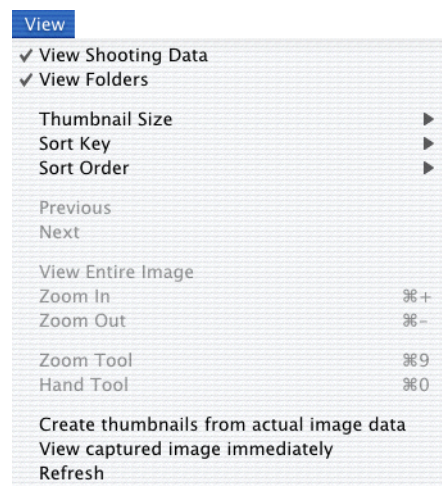 View
✓ View Shooting Data
✓ View Folders
Thumbnail Size ▶
Sort Key ▶
Sort Order ▶
Previous
Next
View Entire Image
Zoom In ⌘+
Zoom Out ⌘-
Zoom Tool ⌘9
Hand Tool ⌘0
Create thumbnails from actual image data
View captured image immediately
Refresh